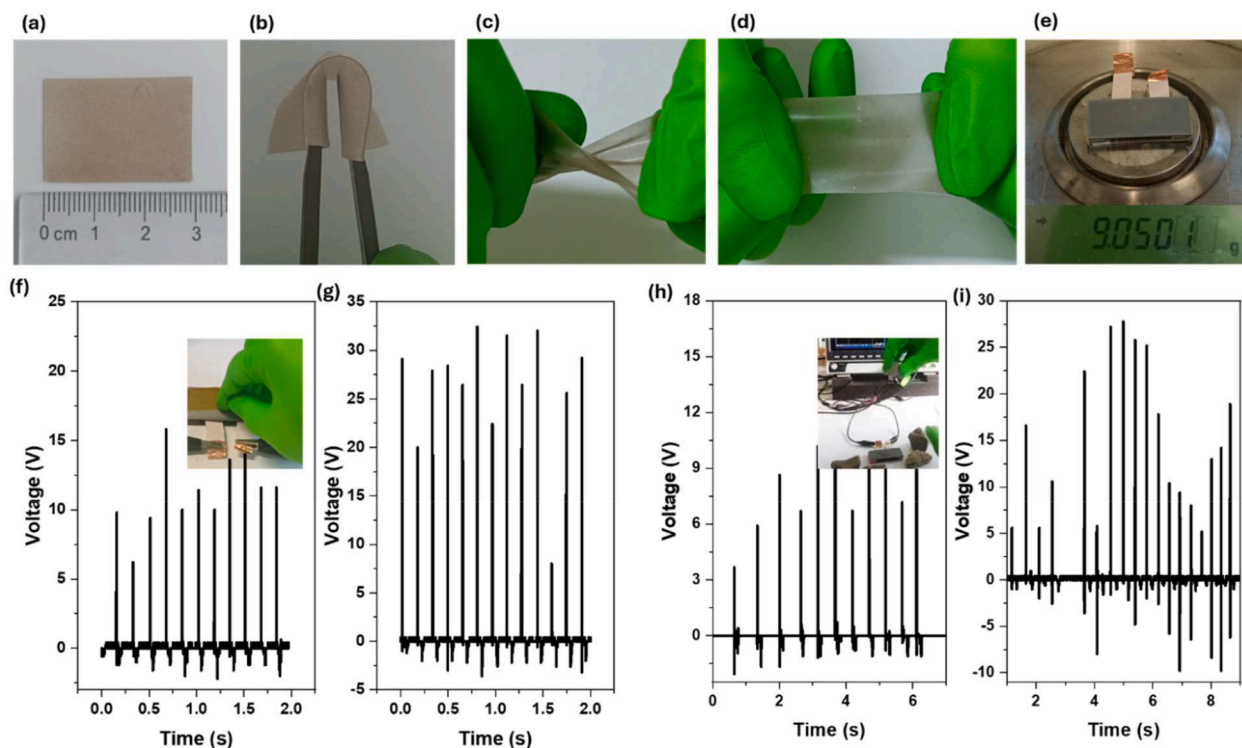 (a)
(b)
(c)
(d)
(e)
0 cm 1 2 3
9.0501 g
(f)
(g)
(h)
(i)
25
20
15
10
5
0
Voltage (V)
0.0 0.5 1.0 1.5 2.0
Time (s)
35
30
25
20
15
10
5
0
-5
Voltage (V)
0.0 0.5 1.0 1.5 2.0
Time (s)
18
15
12
9
6
3
0
Voltage (V)
0 2 4 6
Time (s)
30
25
20
15
10
5
0
-5
-10
Voltage (V)
2 4 6 8
Time (s)